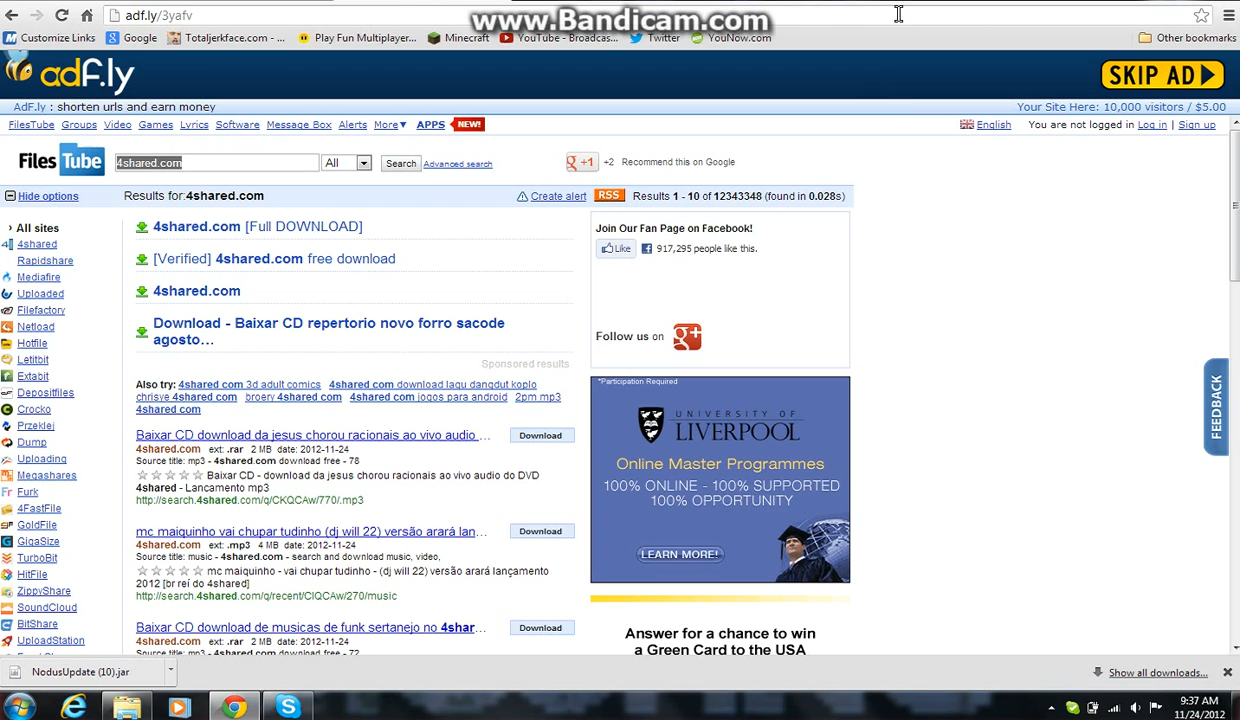 www.Bandicam.com
adf.ly/3yafv
Customize Links Google Totaljerkface.com - ... Play Fun Multiplayer... Minecraft YouTube - Broadcas... Twitter YouNow.com Other bookmarks
adf.ly SKIP AD
AdF.ly : shorten urls and earn money Your Site Here: 10,000 visitors / $5.00
FilesTube Groups Video Games Lyrics Software Message Box Alerts More▼ APPS NEW! English You are not logged in Log in | Sign up
Files Tube 4shared.com All Search Advanced search g +1 +2 Recommend this on Google
Hide options Results for:4shared.com Create alert RSS Results 1 - 10 of 12343348 (found in 0.028s)
› All sites
4shared
Rapidshare
Mediafire
Uploaded
Filefactory
Netload
Hotfile
Letitbit
Extabit
Depositfiles
Crocko
Przeklej
Dump
Uploading
Megashares
Furk
4FastFile
GoldFile
GigaSize
TurboBit
HitFile
ZippyShare
SoundCloud
BitShare
UploadStation
4shared.com [Full DOWNLOAD]
[Verified] 4shared.com free download
4shared.com
Download - Baixar CD repertorio novo forro sacode
agosto...
Sponsored results
Also try: 4shared com 3d adult comics 4shared com download lagu dangdut koplo
chrisye 4shared com broery 4shared com 4shared com jogos para android 2pm mp3
4shared com
Baixar CD download da jesus chorou racionais ao vivo audio ... Download
4shared.com ext: .rar 2 MB date: 2012-11-24
Source title: mp3 - 4shared.com download free - 78
Baixar CD - download da jesus chorou racionais ao vivo audio do DVD
4shared - Lancamento mp3
http://search.4shared.com/q/CKQCAw/770/.mp3
mc maiquinho vai chupar tudinho (dj will 22) versão arará lan... Download
4shared.com ext: .mp3 4 MB date: 2012-11-24
Source title: music - 4shared.com - search and download music, video,
mc maiquinho - vai chupar tudinho - (dj will 22) versão arará lançamento
2012 [br rei do 4shared]
http://search.4shared.com/q/recent/CIQCAw/270/music
Baixar CD download de musicas de funk sertanejo no 4shar... Download
4shared.com ext: .rar 2 MB date: 2012-11-24
Source title: mp3 - 4shared.com download free - 72
Join Our Fan Page on Facebook!
Like 917,295 people like this.
Follow us on g+
*Participation Required
UNIVERSITY OF
LIVERPOOL
Online Master Programmes
100% ONLINE - 100% SUPPORTED
100% OPPORTUNITY
LEARN MORE!
Answer for a chance to win
a Green Card to the USA
FEEDBACK
NodusUpdate (10).jar Show all downloads...
9:37 AM
11/24/2012